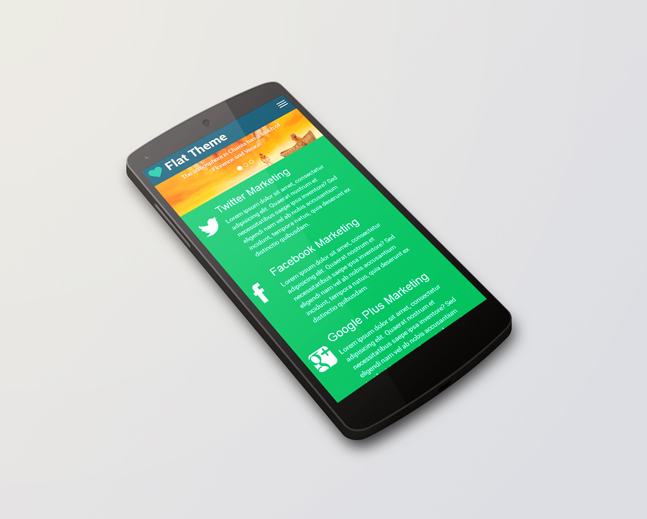 Flat Theme
Twitter Marketing
Lorem ipsum dolor sit amet, consectetur
adipisicing elit. Quaerat nostrum et
necessitatibus saepe inventore? Sed
eligendi nam vel ab nobis accusantium
incidunt, tempora natus, quia deserunt ex
distinctio quibusdam.
Facebook Marketing
Lorem ipsum dolor sit amet, consectetur
adipisicing elit. Quaerat nostrum et
necessitatibus saepe ipsa inventore? Sed
eligendi nam vel ab nobis accusantium
incidunt, tempora natus, quia deserunt ex
distinctio quibusdam.
Google Plus Marketing
Lorem ipsum dolor sit amet, consectetur
adipisicing elit. Quaerat nostrum et
necessitatibus saepe ipsa inventore? Sed
eligendi nam vel ab nobis accusantium